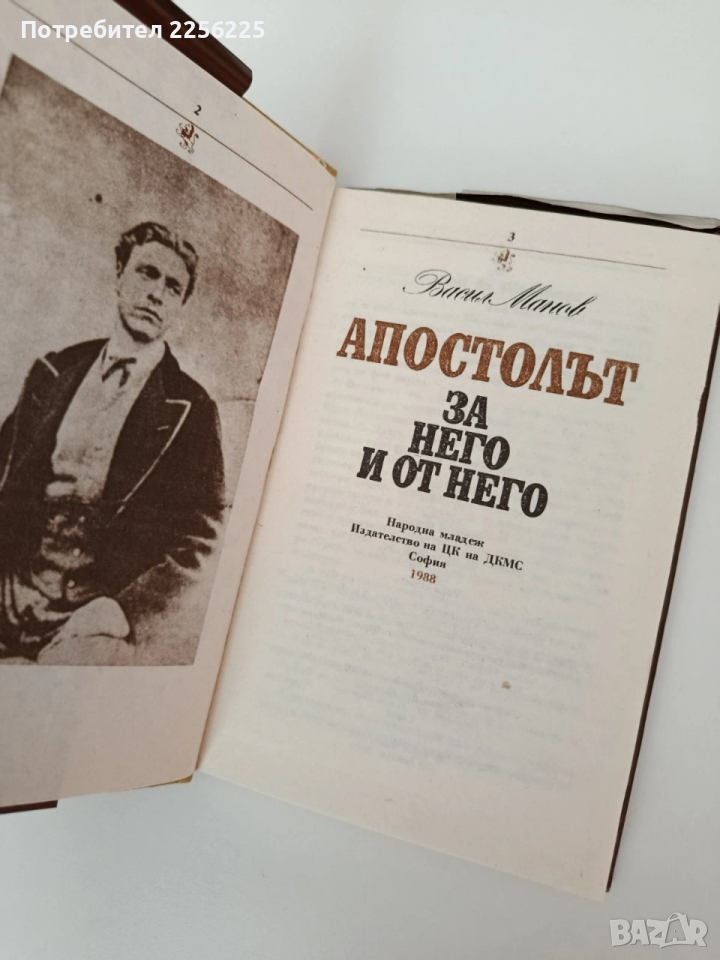 Потребител 2256225
2
3
Васил Манов
АПОСТОЛЪТ
ЗА
НЕГО
И ОТ НЕГО
Народна младеж
Издателство на ЦК на ДКМС
София
1988
BAZAR